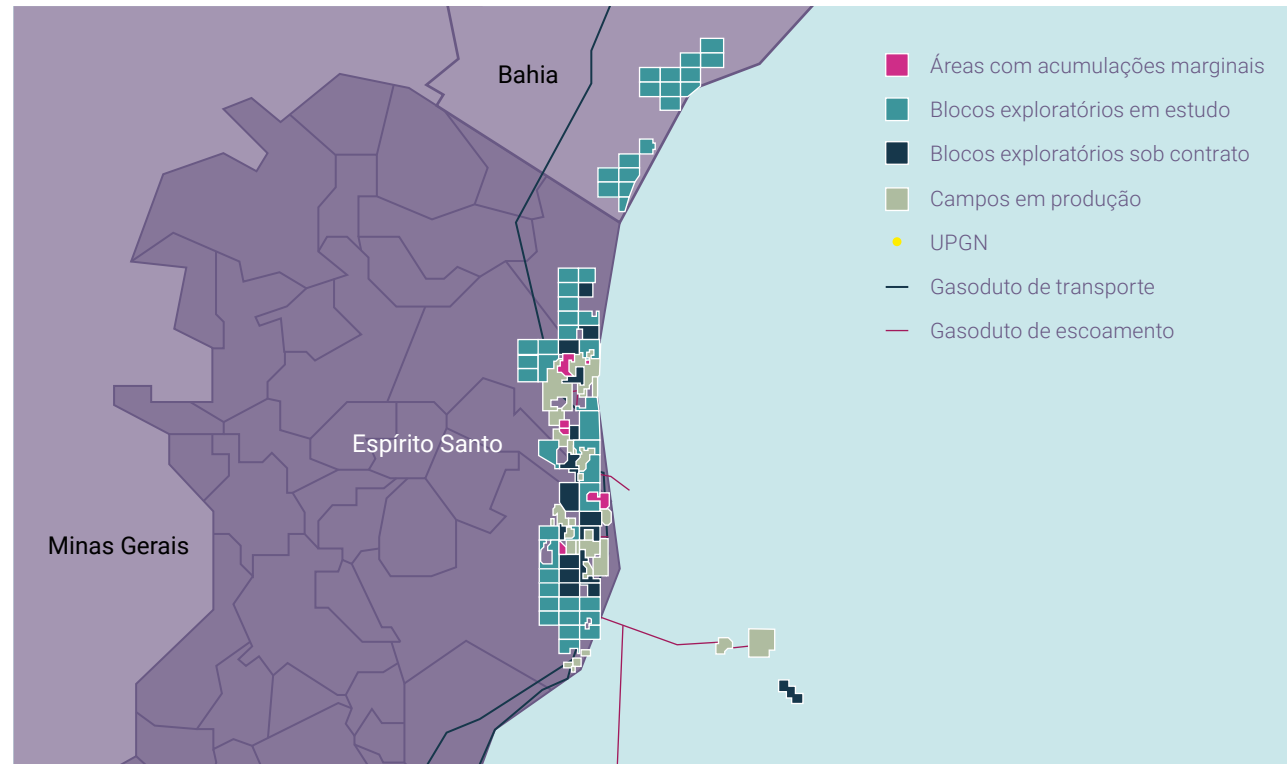 Bahia
Áreas com acumulações marginais
Blocos exploratórios em estudo
Blocos exploratórios sob contrato
Campos em produção
UPGN
Gasoduto de transporte
Gasoduto de escoamento
Espírito Santo
Minas Gerais